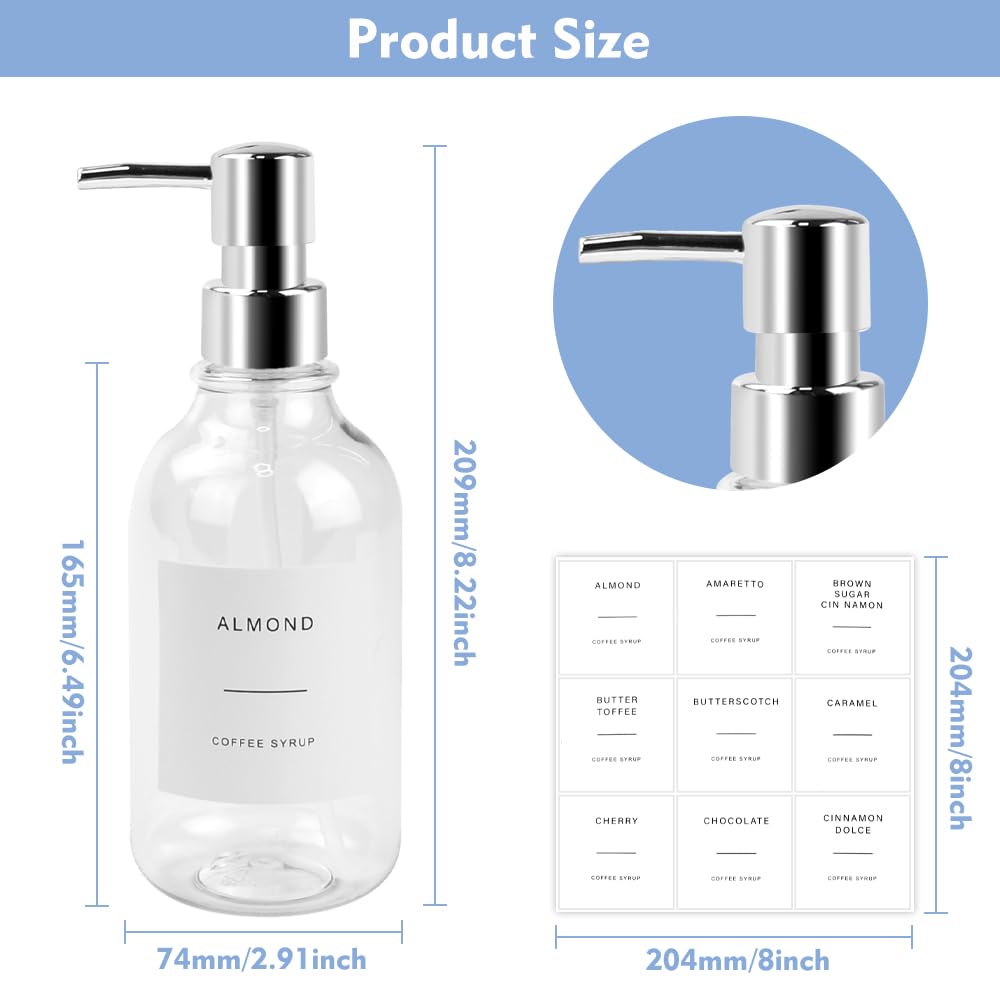 Product Size
209mm/8.22inch
165mm/6.49inch
ALMOND
COFFEE SYRUP
74mm/2.91inch
ALMOND
COFFEE SYRUP
AMARETTO
COFFEE SYRUP
BROWN
SUGAR
CIN NAMON
COFFEE SYRUP
BUTTER
TOFFEE
COFFEE SYRUP
BUTTERSCOTCH
COFFEE SYRUP
CARAMEL
COFFEE SYRUP
CHERRY
COFFEE SYRUP
CHOCOLATE
COFFEE SYRUP
CINNAMON
DOLCE
COFFEE SYRUP
204mm/8inch
204mm/8inch